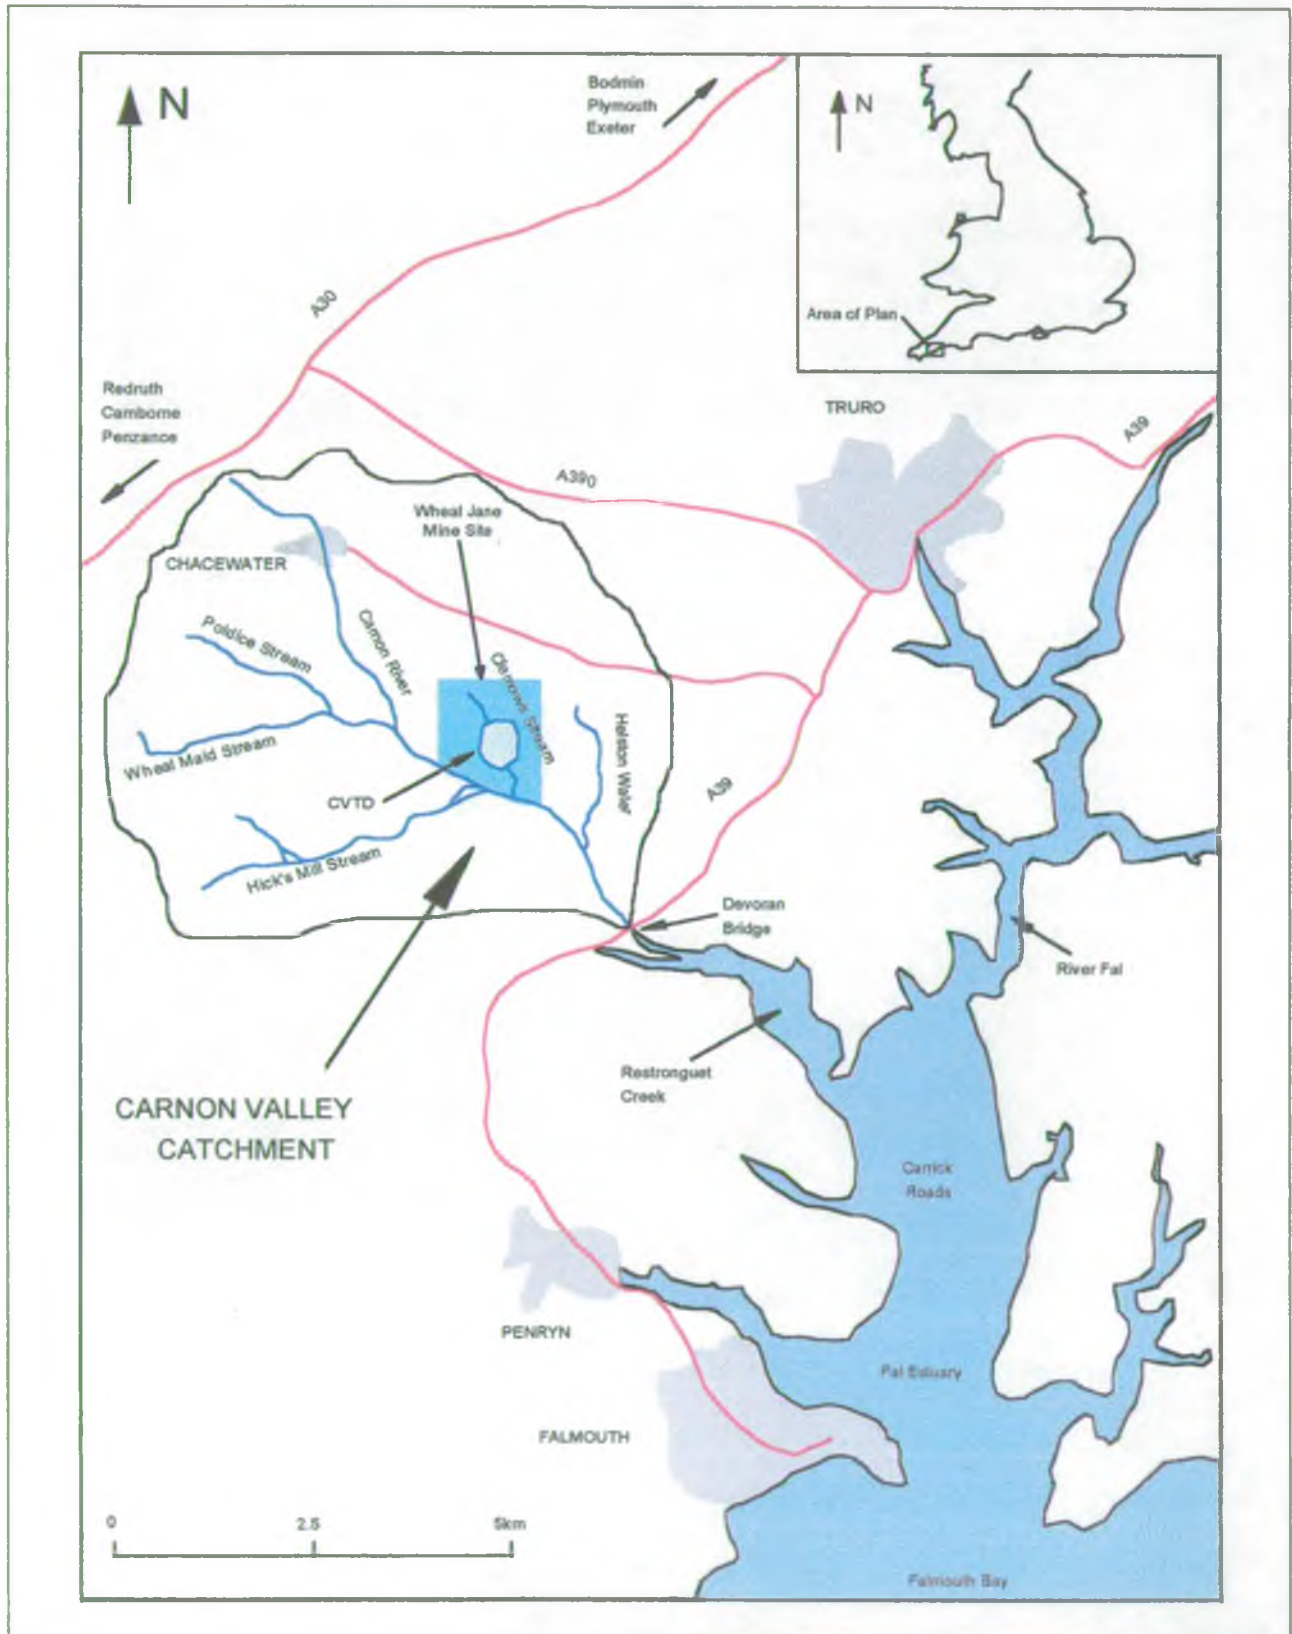 N
Bodmin
Plymouth
Exeter
N
Area of Plan
A30
Redruth
Camborne
Penzance
TRURO
A39
A390
Wheal Jane
Mine Site
CHACEWATER
Poldice Stream
Carnon River
Clemows Stream
Helston Water
Wheal Maid Stream
CVTD
A39
Hick's Mill Stream
Devoran
Bridge
River Fal
Restronguet
Creek
CARNON VALLEY
CATCHMENT
Carrick
Roads
PENRYN
Fal Estuary
FALMOUTH
0 2.5 5km
Falmouth Bay